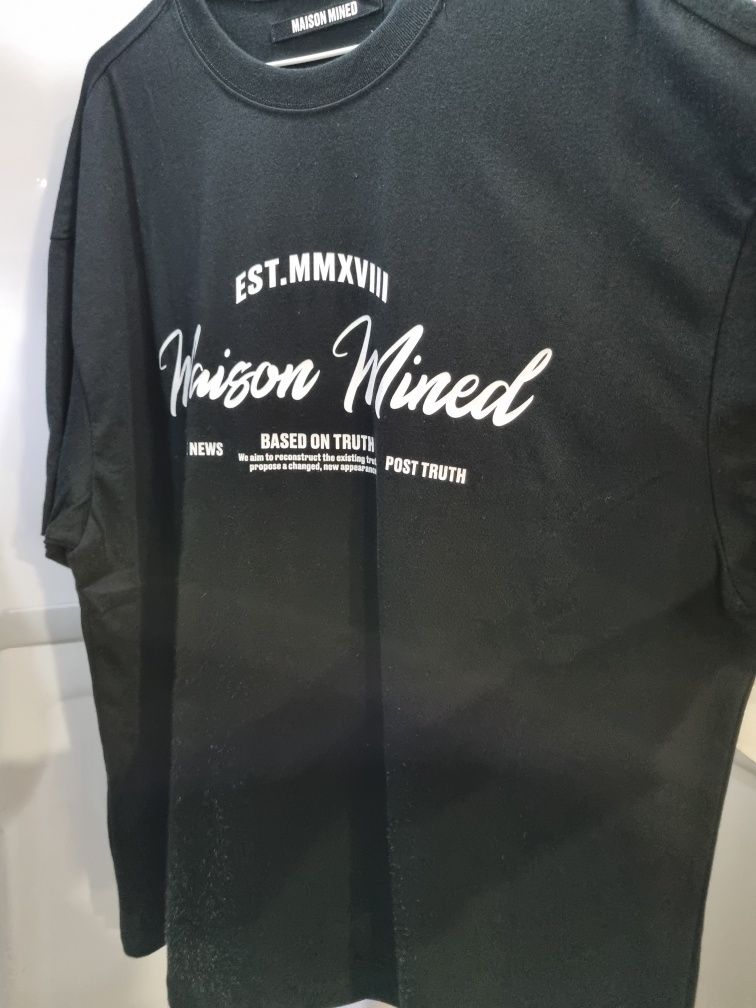 MAISON MINED
EST.MMXVIII
Maison Mined
NEWS
BASED ON TRUTH
We aim to reconstruct the existing
propose a changed, new appearance
POST TRUTH